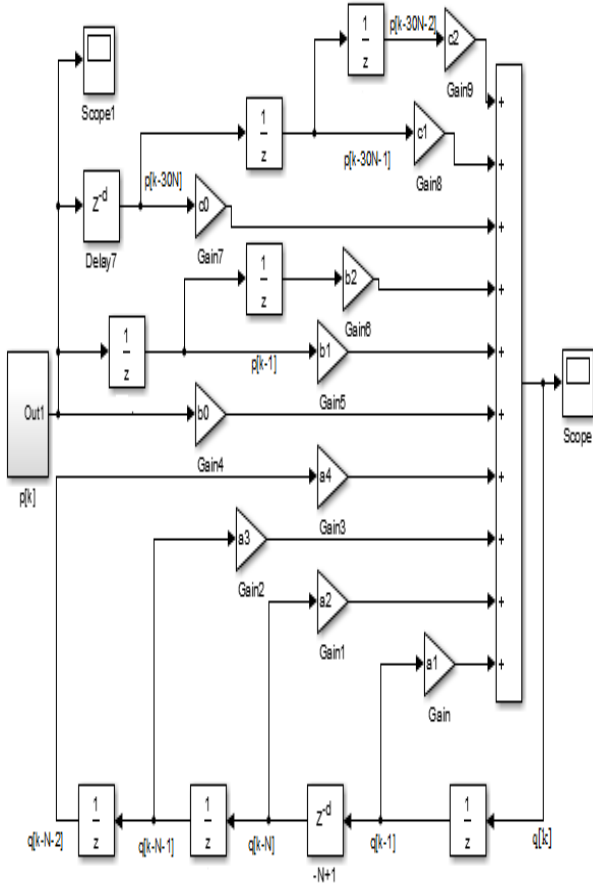 1
z
p[k-30N-2]
c2
Gain9
Scope1
1
z
p[k-30N-1]
c1
Gain8
+
+
Z-d
Delay7
p[k-30N]
c0
Gain7
+
1
z
b2
Gain6
+
1
z
p[k-1]
b1
Gain5
+
Out1
p[k]
b0
Gain4
+
Scope
a4
Gain3
+
a3
Gain2
+
a2
Gain1
+
a1
Gain
+
1
z
q[k-N-2]
1
z
q[k-N-1]
q[k-N]
Z-d
-N+1
q[k-1]
1
z
q[k]